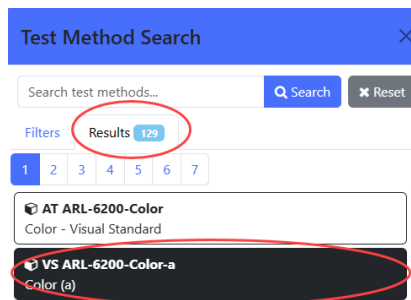 Test Method Search
Search test methods... Search Reset
Filters Results 129
1 2 3 4 5 6 7
AT ARL-6200-Color
Color - Visual Standard
VS ARL-6200-Color-a
Color (a)